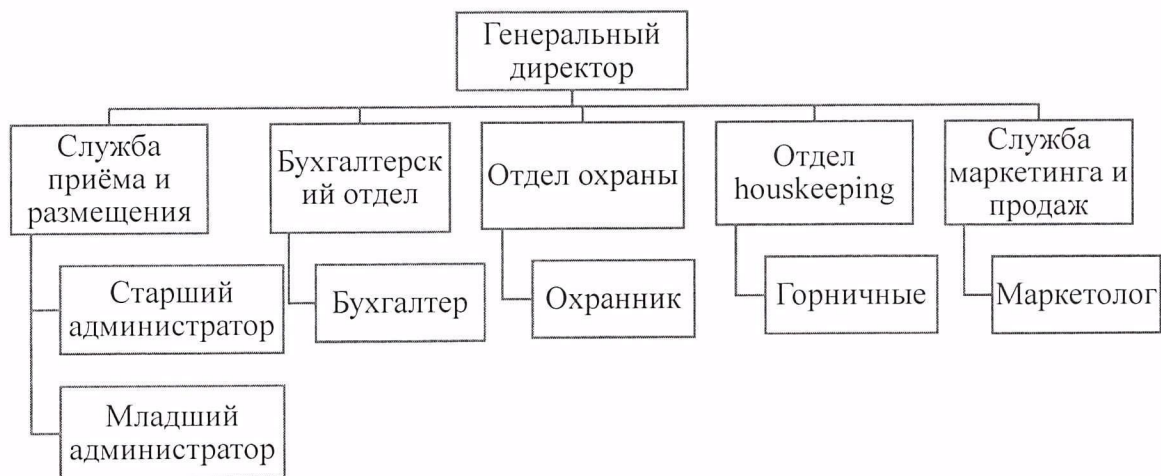 Генеральный
директор
Служба
приёма и
размещения
Бухгалтерск
ий отдел
Отдел охраны
Отдел
houskeeping
Служба
маркетинга и
продаж
Старший
администратор
Бухгалтер
Охранник
Горничные
Маркетолог
Младший
администратор